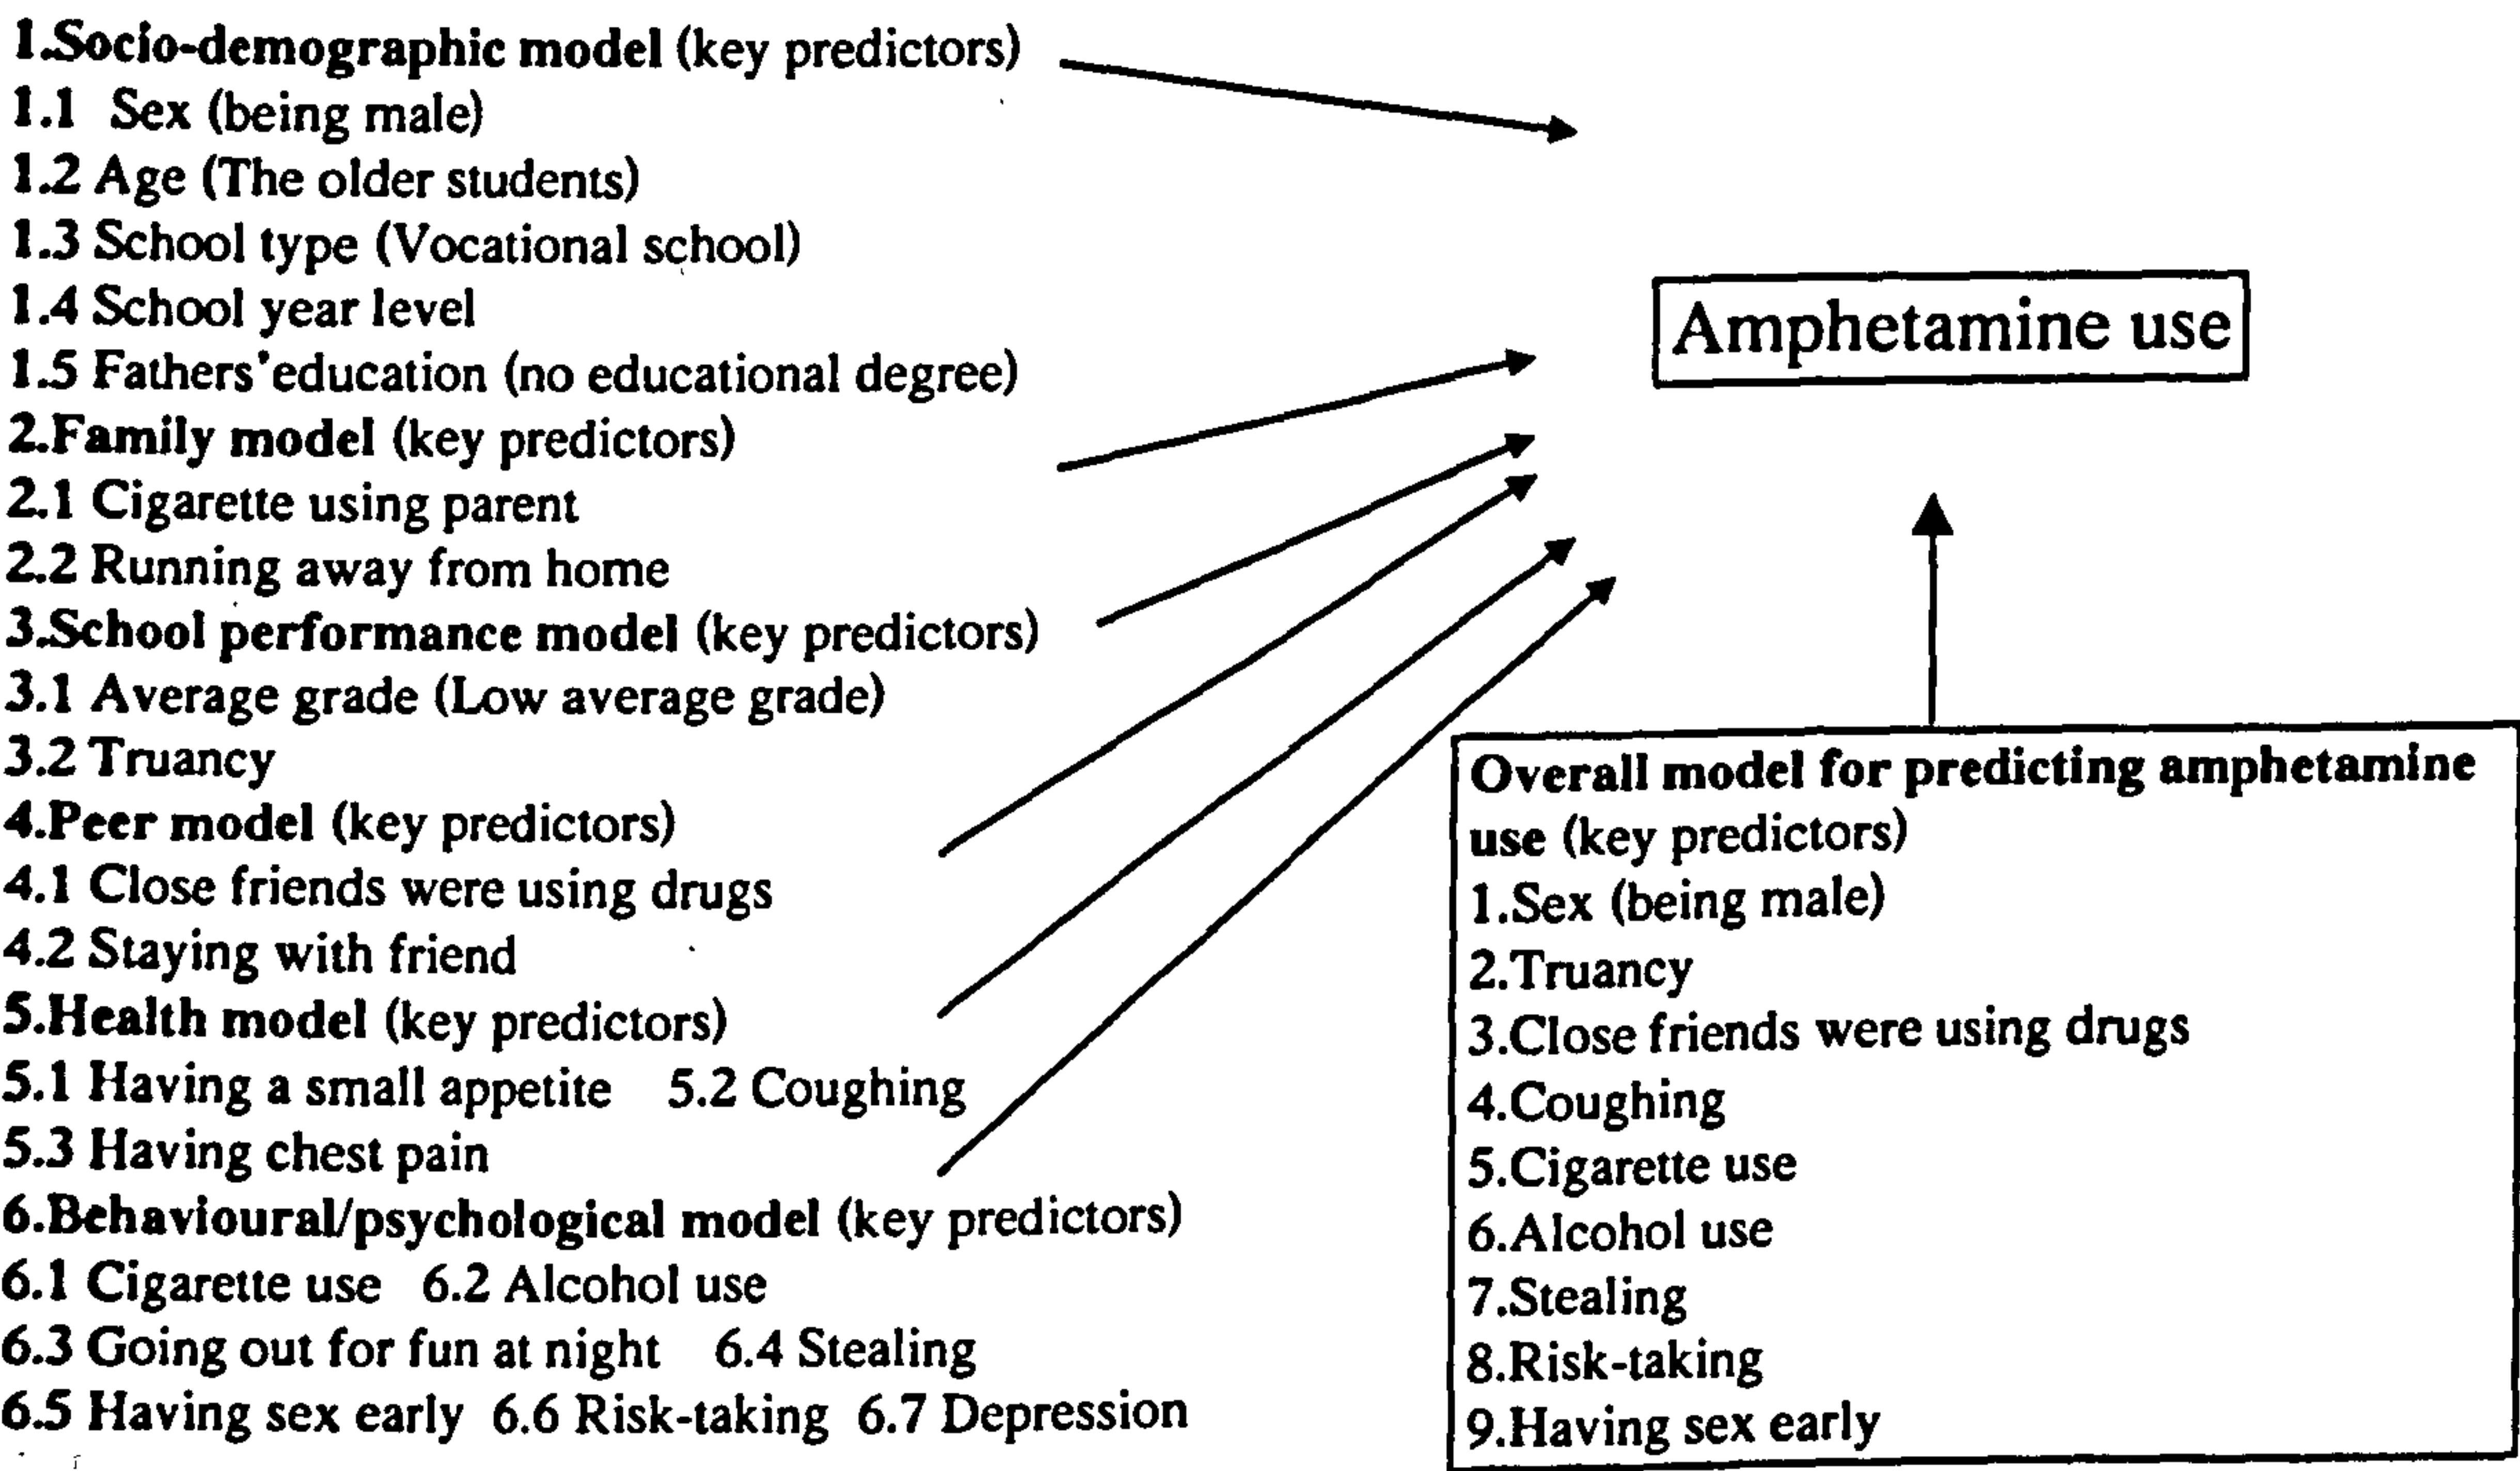 1.Socio-demographic model (key predictors)
1.1 Sex (being male)
1.2 Age (The older students)
1.3 School type (Vocational school)
1.4 School year level
1.5 Fathers'education (no educational degree)
2.Family model (key predictors)
2.1 Cigarette using parent
2.2 Running away from home
3.School performance model (key predictors)
3.1 Average grade (Low average grade)
3.2 Truancy
4.Peer model (key predictors)
4.1 Close friends were using drugs
4.2 Staying with friend
5.Health model (key predictors)
5.1 Having a small appetite 5.2 Coughing
5.3 Having chest pain
6.Behavioural/psychological model (key predictors)
6.1 Cigarette use 6.2 Alcohol use
6.3 Going out for fun at night 6.4 Stealing
6.5 Having sex early 6.6 Risk-taking 6.7 Depression
Amphetamine use
Overall model for predicting amphetamine
use (key predictors)
1.Sex (being male)
2.Truancy
3.Close friends were using drugs
4.Coughing
5.Cigarette use
6.Alcohol use
7.Stealing
8.Risk-taking
9.Having sex early